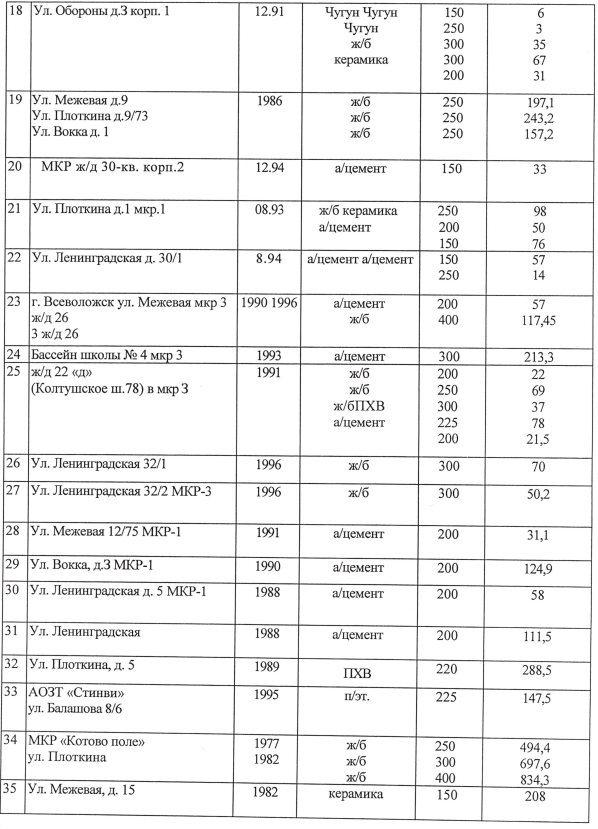 18 Ул. Обороны д.З корп. 1 12.91 Чугун Чугун 150 6
Чугун 250 3
ж/б 300 35
керамика 300 67
200 31
19 Ул. Межевая д.9 1986 ж/б 250 197,1
Ул. Плоткина д.9/73 ж/б 250 243,2
Ул. Вокка д. 1 ж/б 250 157,2
20 МКР ж/д 30-кв. корп.2 12.94 а/цемент 150 33
21 Ул. Плоткина д.1 мкр.1 08.93 ж/б керамика 250 98
а/цемент 200 50
150 76
22 Ул. Ленинградская д. 30/1 8.94 а/цемент а/цемент 150 57
250 14
23 г. Всеволожск ул. Межевая мкр 3 1990 1996 а/цемент 200 57
ж/д 26 ж/б 400 117,45
3 ж/д 26
24 Бассейн школы № 4 мкр 3 1993 а/цемент 300 213,3
25 ж/д 22 «д» 1991 ж/б 200 22
(Колтушское ш.78) в мкр З ж/б 250 69
ж/бПХВ 300 37
а/цемент 225 78
200 21,5
26 Ул. Ленинградская 32/1 1996 ж/б 300 70
27 Ул. Ленинградская 32/2 МКР-3 1996 ж/б 300 50,2
28 Ул. Межевая 12/75 МКР-1 1991 а/цемент 200 31,1
29 Ул. Вокка, д.З МКР-1 1990 а/цемент 200 124,9
30 Ул. Ленинградская д. 5 МКР-1 1988 а/цемент 200 58
31 Ул. Ленинградская 1988 а/цемент 200 111,5
32 Ул. Плоткина, д. 5 1989 ПХВ 220 288,5
33 АОЗТ «Стинви» 1995 п/эт. 225 147,5
ул. Балашова 8/6
34 МКР «Котово поле» 1977 ж/б 250 494,4
ул. Плоткина 1982 ж/б 300 697,6
ж/б 400 834,3
35 Ул. Межевая, д. 15 1982 керамика 150 208